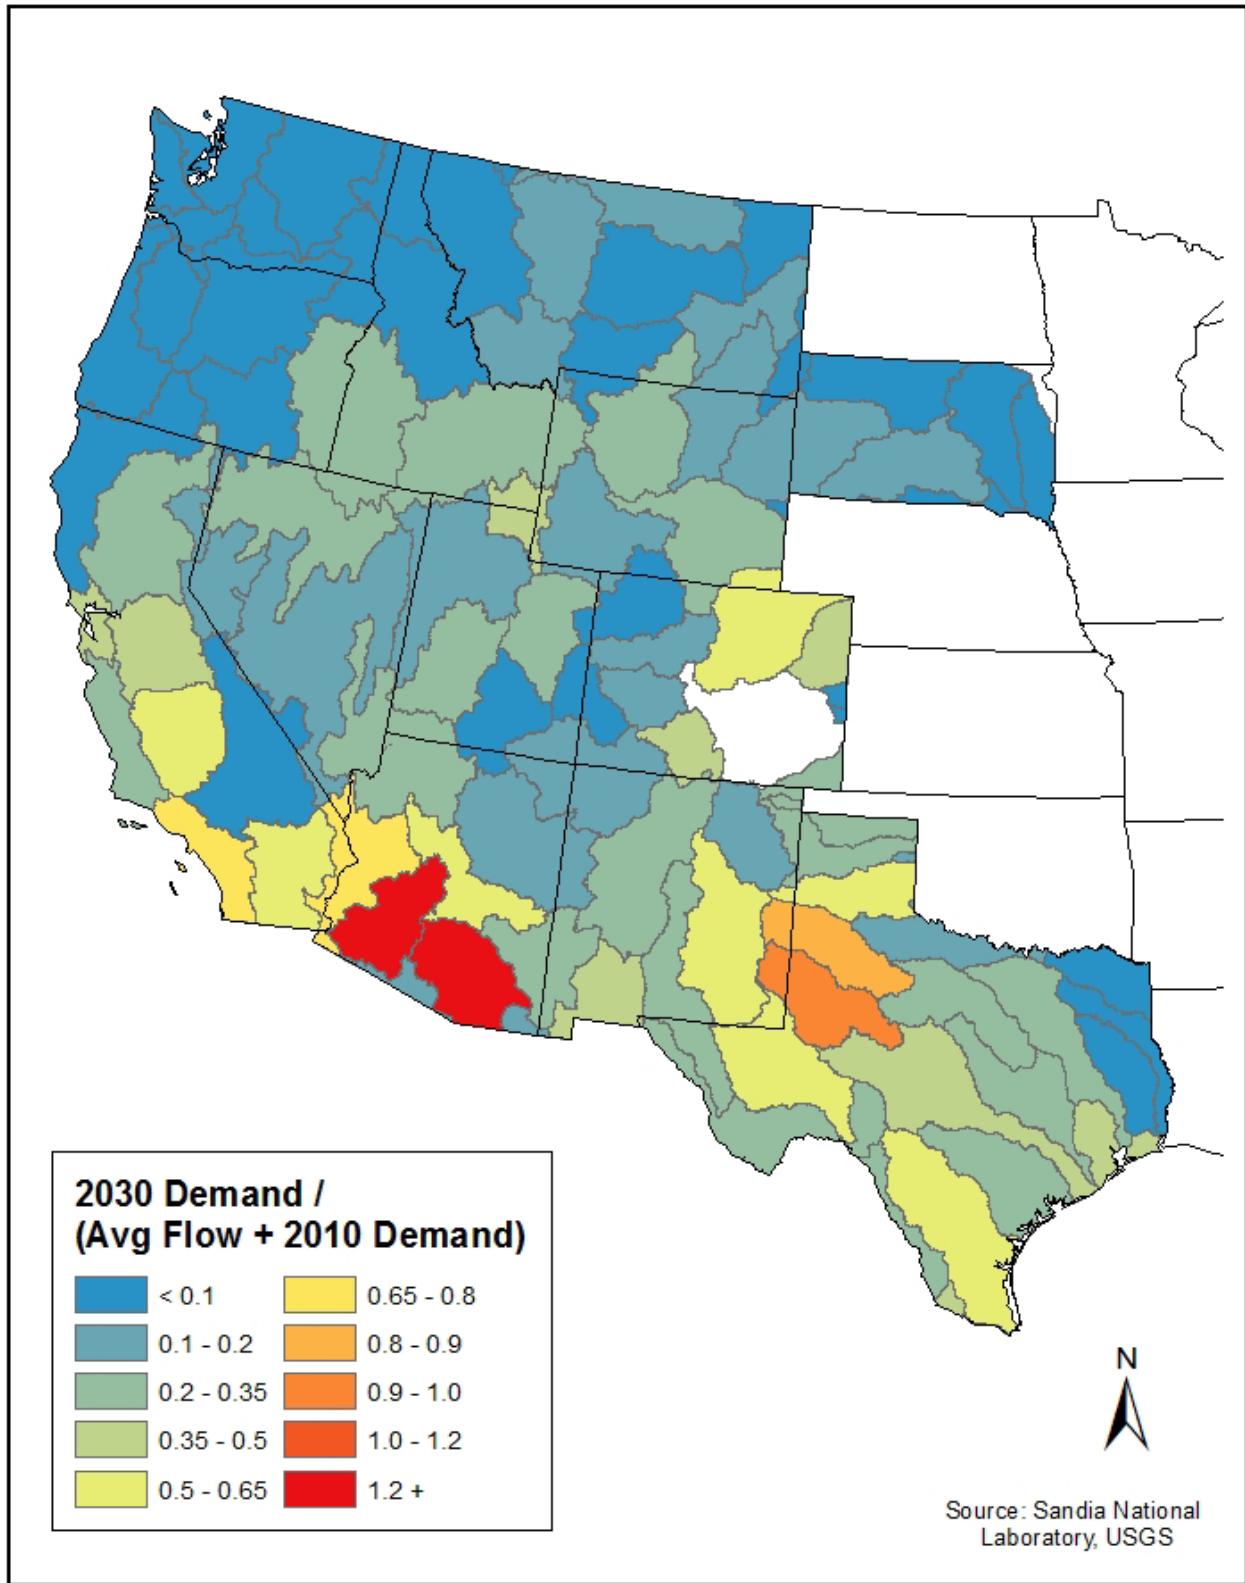 2030 Demand /
(Avg Flow + 2010 Demand)
< 0.1
0.1 - 0.2
0.2 - 0.35
0.35 - 0.5
0.5 - 0.65
0.65 - 0.8
0.8 - 0.9
0.9 - 1.0
1.0 - 1.2
1.2 +
N
Source: Sandia National
Laboratory, USGS